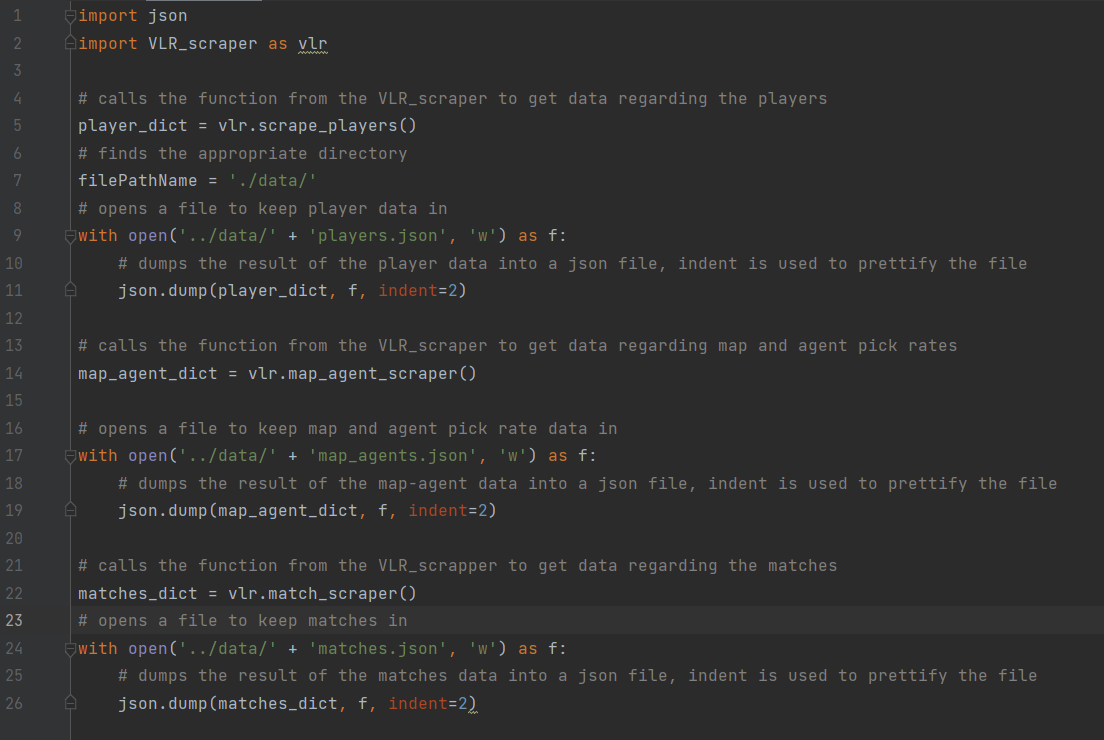 1 import json
2 import VLR_scraper as vlr
3
4 # calls the function from the VLR_scraper to get data regarding the players
5 player_dict = vlr.scrape_players()
6 # finds the appropriate directory
7 filePathName = './data/'
8 # opens a file to keep player data in
9 with open('../data/' + 'players.json', 'w') as f:
10     # dumps the result of the player data into a json file, indent is used to prettify the file
11     json.dump(player_dict, f, indent=2)
12
13 # calls the function from the VLR_scraper to get data regarding map and agent pick rates
14 map_agent_dict = vlr.map_agent_scraper()
15
16 # opens a file to keep map and agent pick rate data in
17 with open('../data/' + 'map_agents.json', 'w') as f:
18     # dumps the result of the map-agent data into a json file, indent is used to prettify the file
19     json.dump(map_agent_dict, f, indent=2)
20
21 # calls the function from the VLR_scrapper to get data regarding the matches
22 matches_dict = vlr.match_scraper()
23 # opens a file to keep matches in
24 with open('../data/' + 'matches.json', 'w') as f:
25     # dumps the result of the matches data into a json file, indent is used to prettify the file
26     json.dump(matches_dict, f, indent=2)